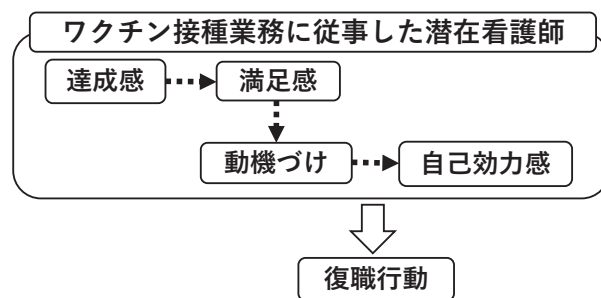 ワクチン接種業務に従事した潜在看護師
達成感
満足感
動機づけ
自己効力感
復職行動